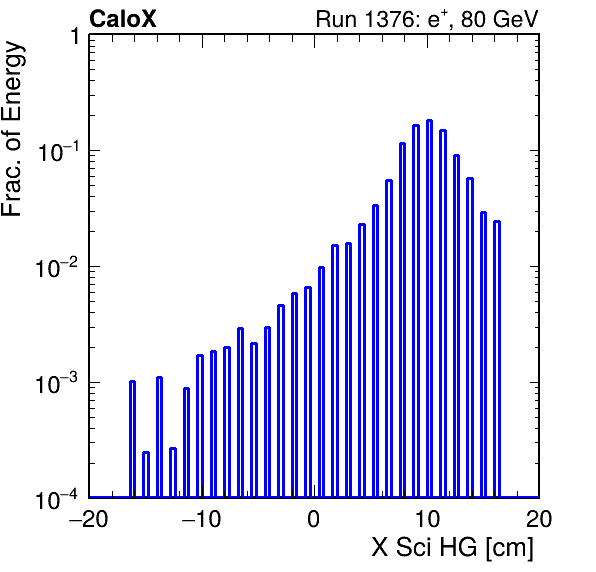 CaloX Run 1376: e⁺, 80 GeV
Frac. of Energy
1
10⁻¹
10⁻²
10⁻³
10⁻⁴
−20 −10 0 10 20
X Sci HG [cm]